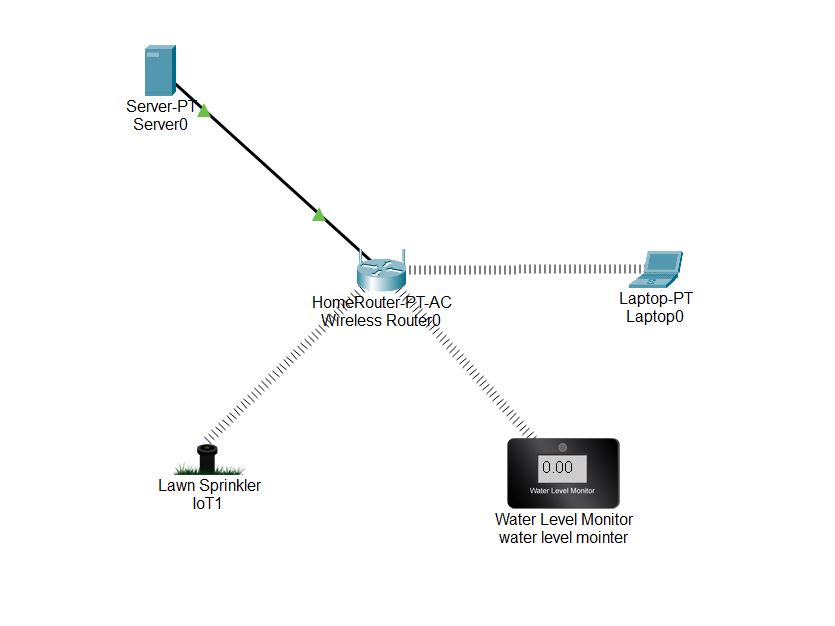 Server-PT
Server0
HomeRouter-PT-AC
Wireless Router0
Laptop-PT
Laptop0
Lawn Sprinkler
IoT1
0.00
Water Level Monitor
Water Level Monitor
water level mointer